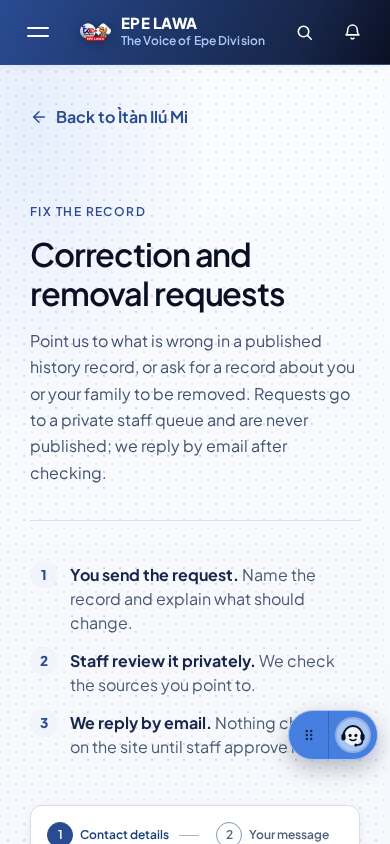 EPE LAWA
The Voice of Epe Division
Back to Ìtàn Ìlú Mi
FIX THE RECORD
Correction and
removal requests
Point us to what is wrong in a published
history record, or ask for a record about you
or your family to be removed. Requests go
to a private staff queue and are never
published; we reply by email after
checking.
1 You send the request. Name the
record and explain what should
change.
2 Staff review it privately. We check
the sources you point to.
3 We reply by email. Nothing
on the site until staff approve
1 Contact details 2 Your message